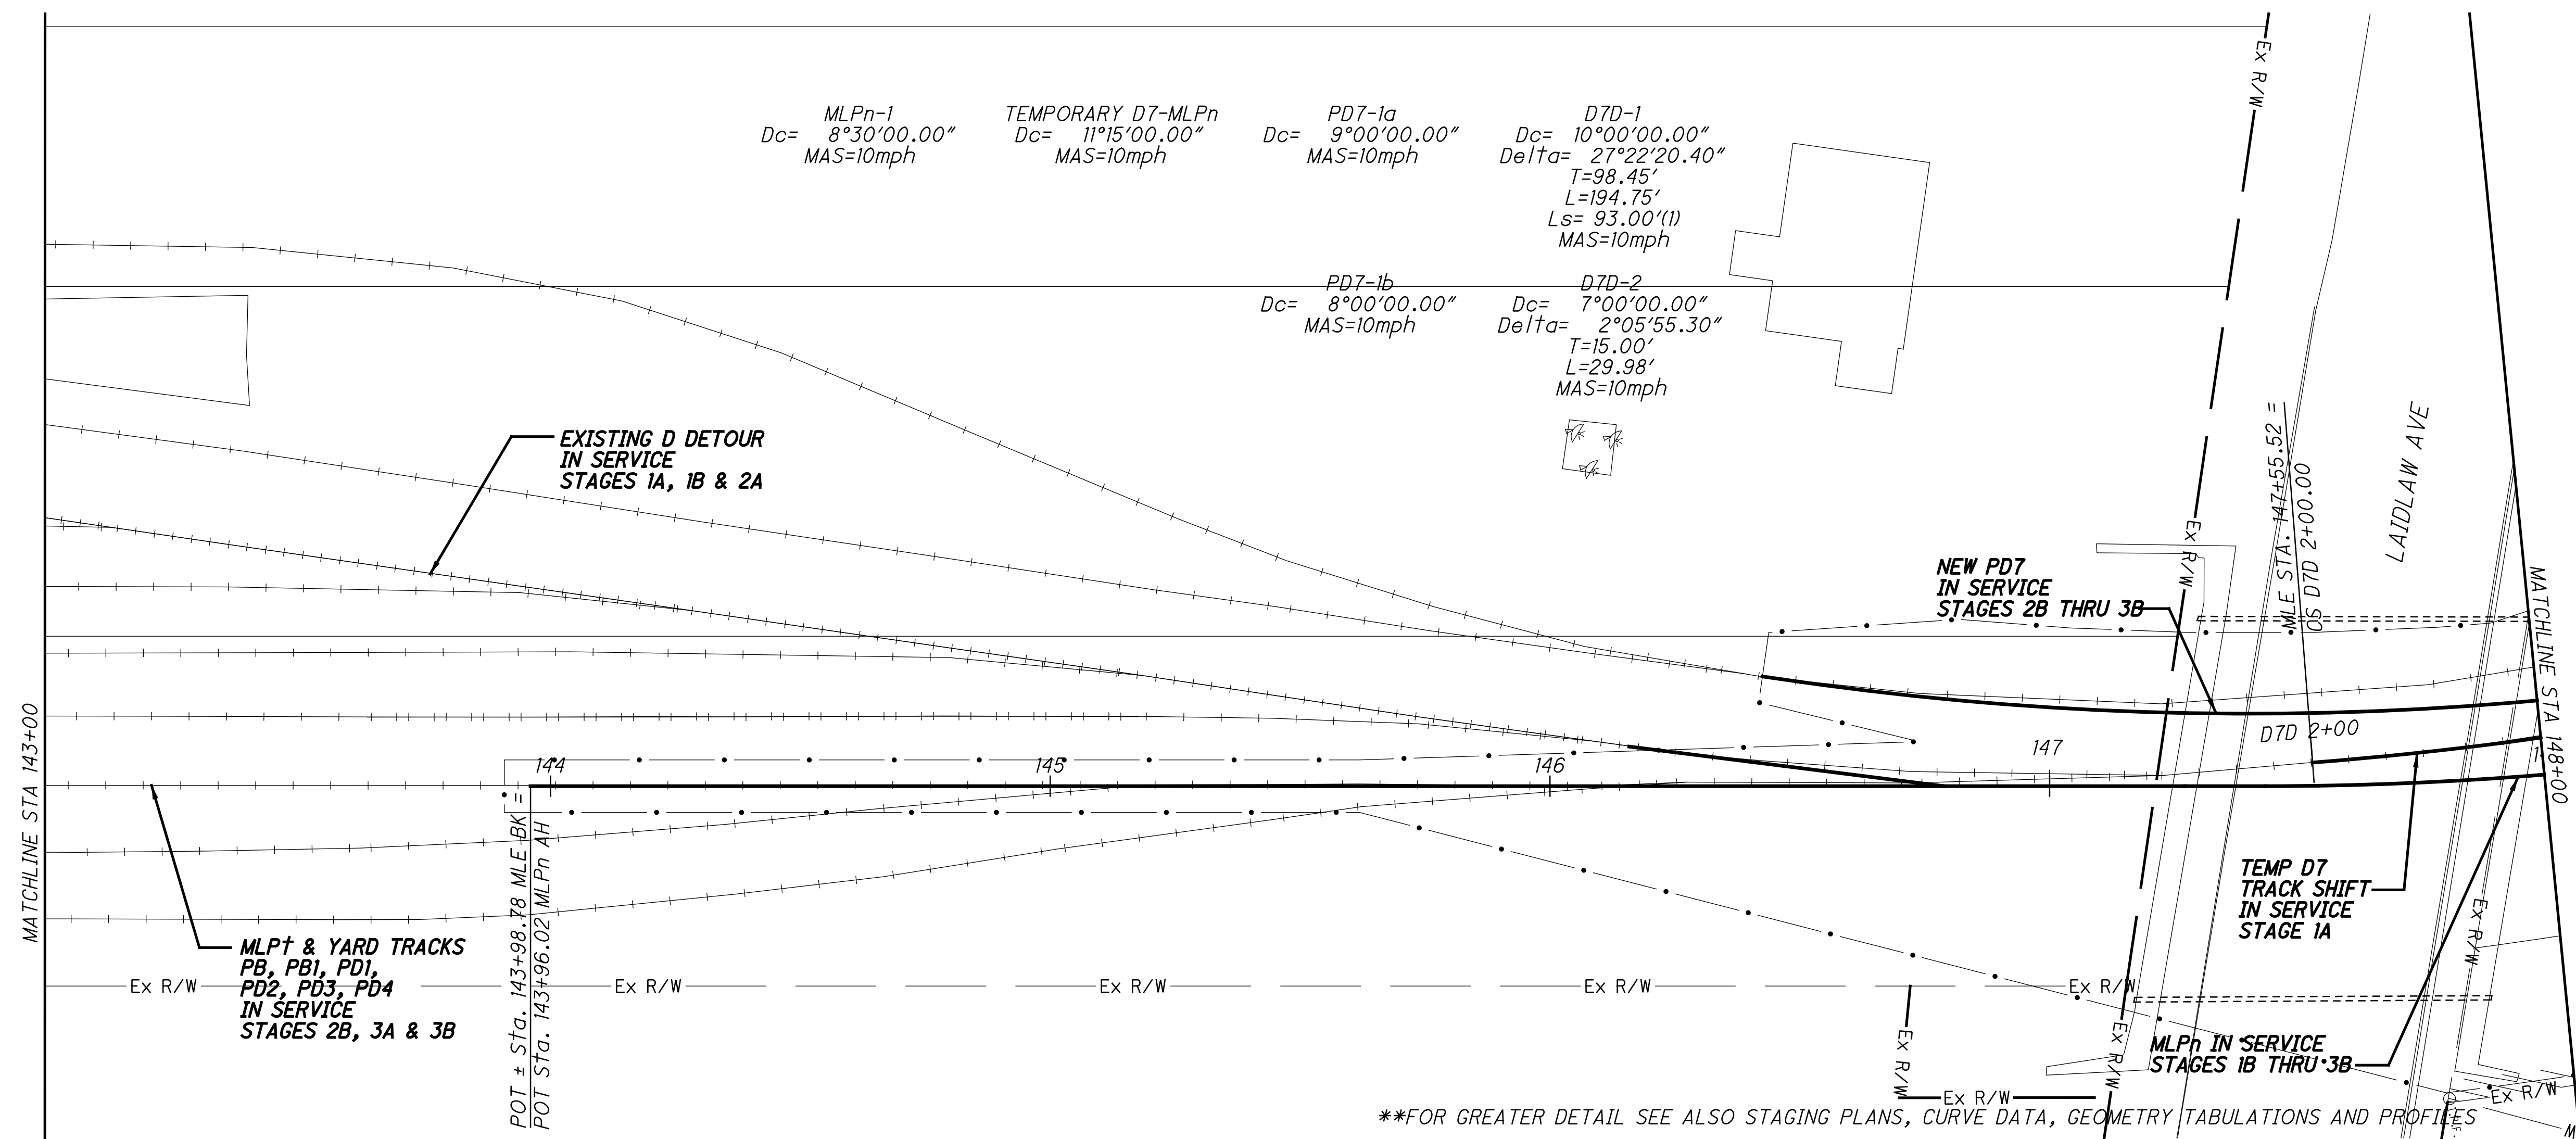 MLPn-1
Dc= 8°30'00.00"
MAS=10mph
TEMPORARY D7-MLPn
Dc= 11°15'00.00"
MAS=10mph
PD7-1a
Dc= 9°00'00.00"
MAS=10mph
D7D-1
Dc= 10°00'00.00"
Delta= 27°22'20.40"
T=98.45'
L=194.75'
Ls= 93.00'(1)
MAS=10mph
PD7-1b
Dc= 8°00'00.00"
MAS=10mph
D7D-2
Dc= 7°00'00.00"
Delta= 2°05'55.30"
T=15.00'
L=29.98'
MAS=10mph
Ex R/W
EXISTING D DETOUR
IN SERVICE
STAGES 1A, 1B & 2A
MLE STA. 147+55.52 =
CS D7D 2+00.00
LAIDLAW AVE
Ex R/W
NEW PD7
IN SERVICE
STAGES 2B THRU 3B
MATCHLINE STA 148+00
MATCHLINE STA 143+00
D7D 2+00
144
145
146
147
POT ± Sta. 143+98.78 MLE BK =
POT Sta. 143+96.02 MLPn AH
TEMP D7
TRACK SHIFT
IN SERVICE
STAGE 1A
Ex R/W
MLP† & YARD TRACKS
PB, PB1, PD1,
PD2, PD3, PD4
IN SERVICE
STAGES 2B, 3A & 3B
Ex R/W
Ex R/W
Ex R/W
Ex R/W
Ex R/W
Ex R/W
Ex R/W
MLPn IN SERVICE
STAGES 1B THRU 3B
Ex R/W
Ex R/W
**FOR GREATER DETAIL SEE ALSO STAGING PLANS, CURVE DATA, GEOMETRY TABULATIONS AND PROFILES